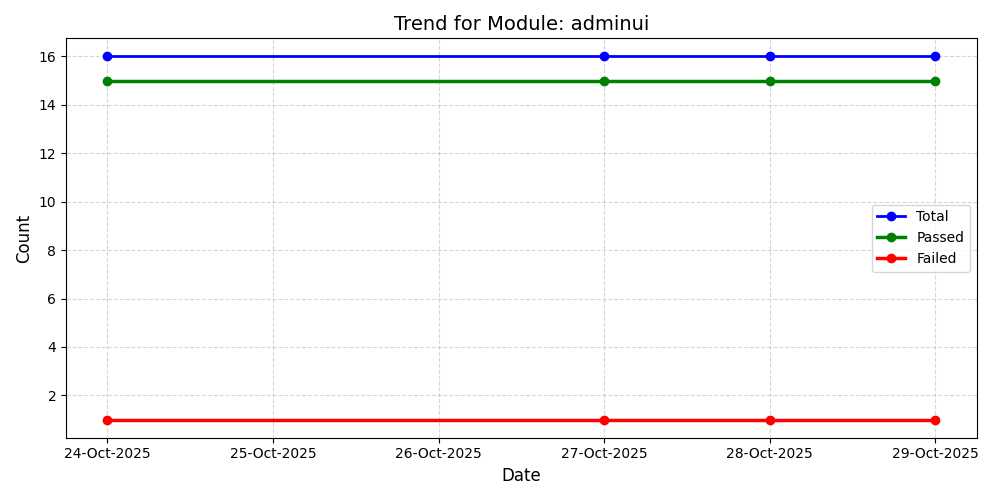 Trend for Module: adminui
Count
16
14
12
10
8
6
4
2
Total
Passed
Failed
24-Oct-2025 25-Oct-2025 26-Oct-2025 27-Oct-2025 28-Oct-2025 29-Oct-2025
Date